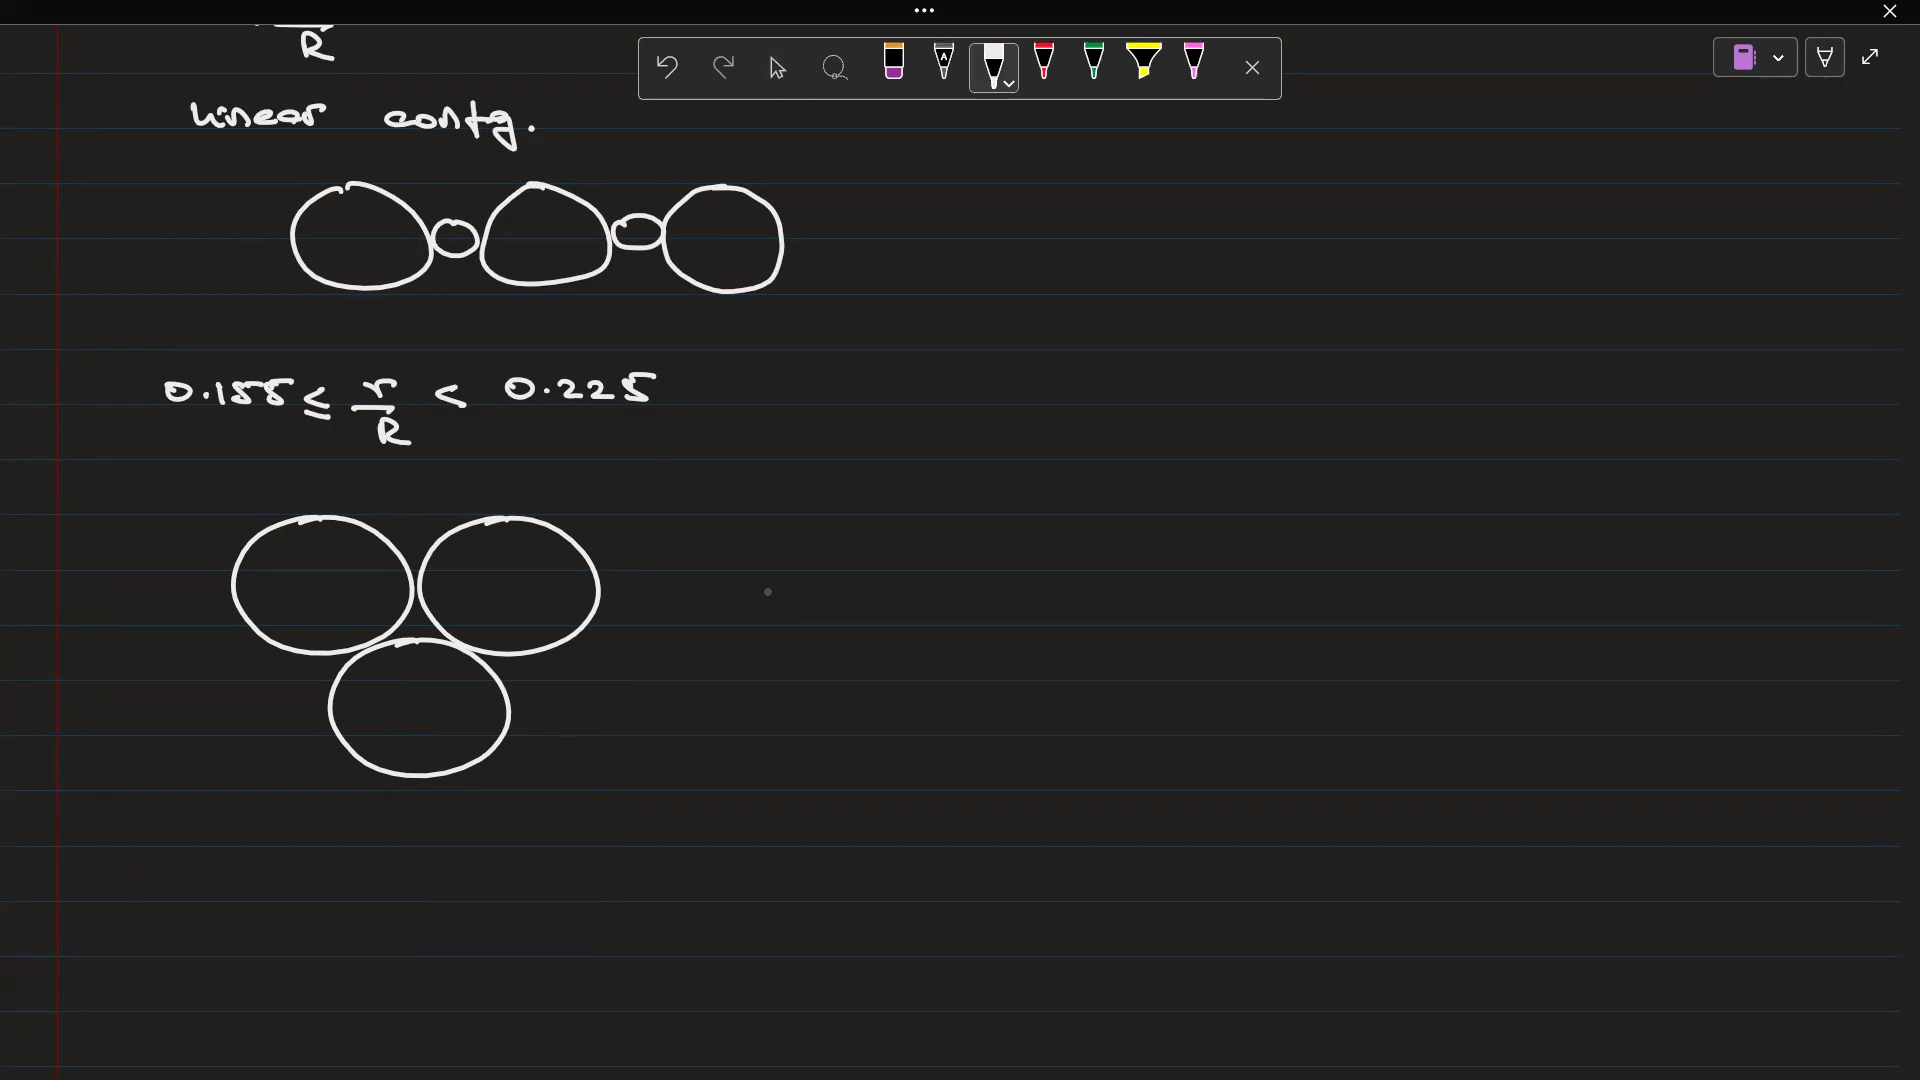 R
linear config.
0.155 ≤ r/R < 0.225